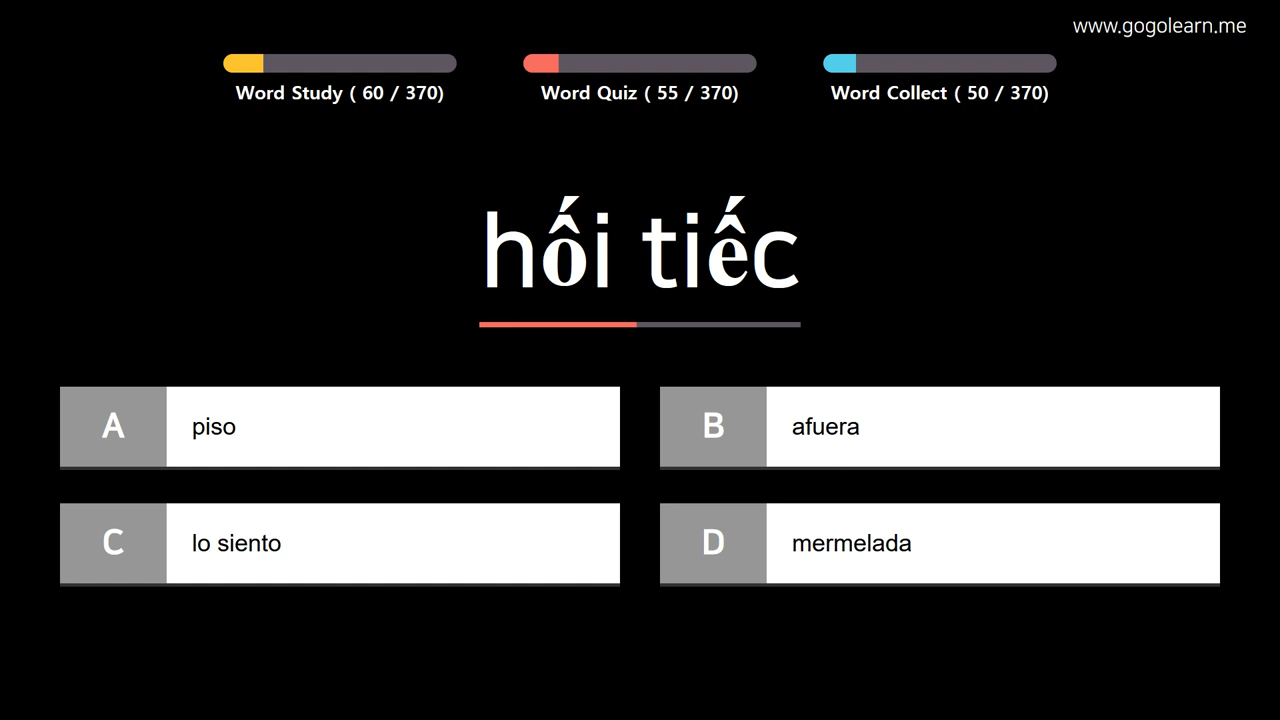 www.gogolearn.me
Word Study ( 60 / 370)
Word Quiz ( 55 / 370)
Word Collect ( 50 / 370)
hối tiếc
A piso
B afuera
C lo siento
D mermelada